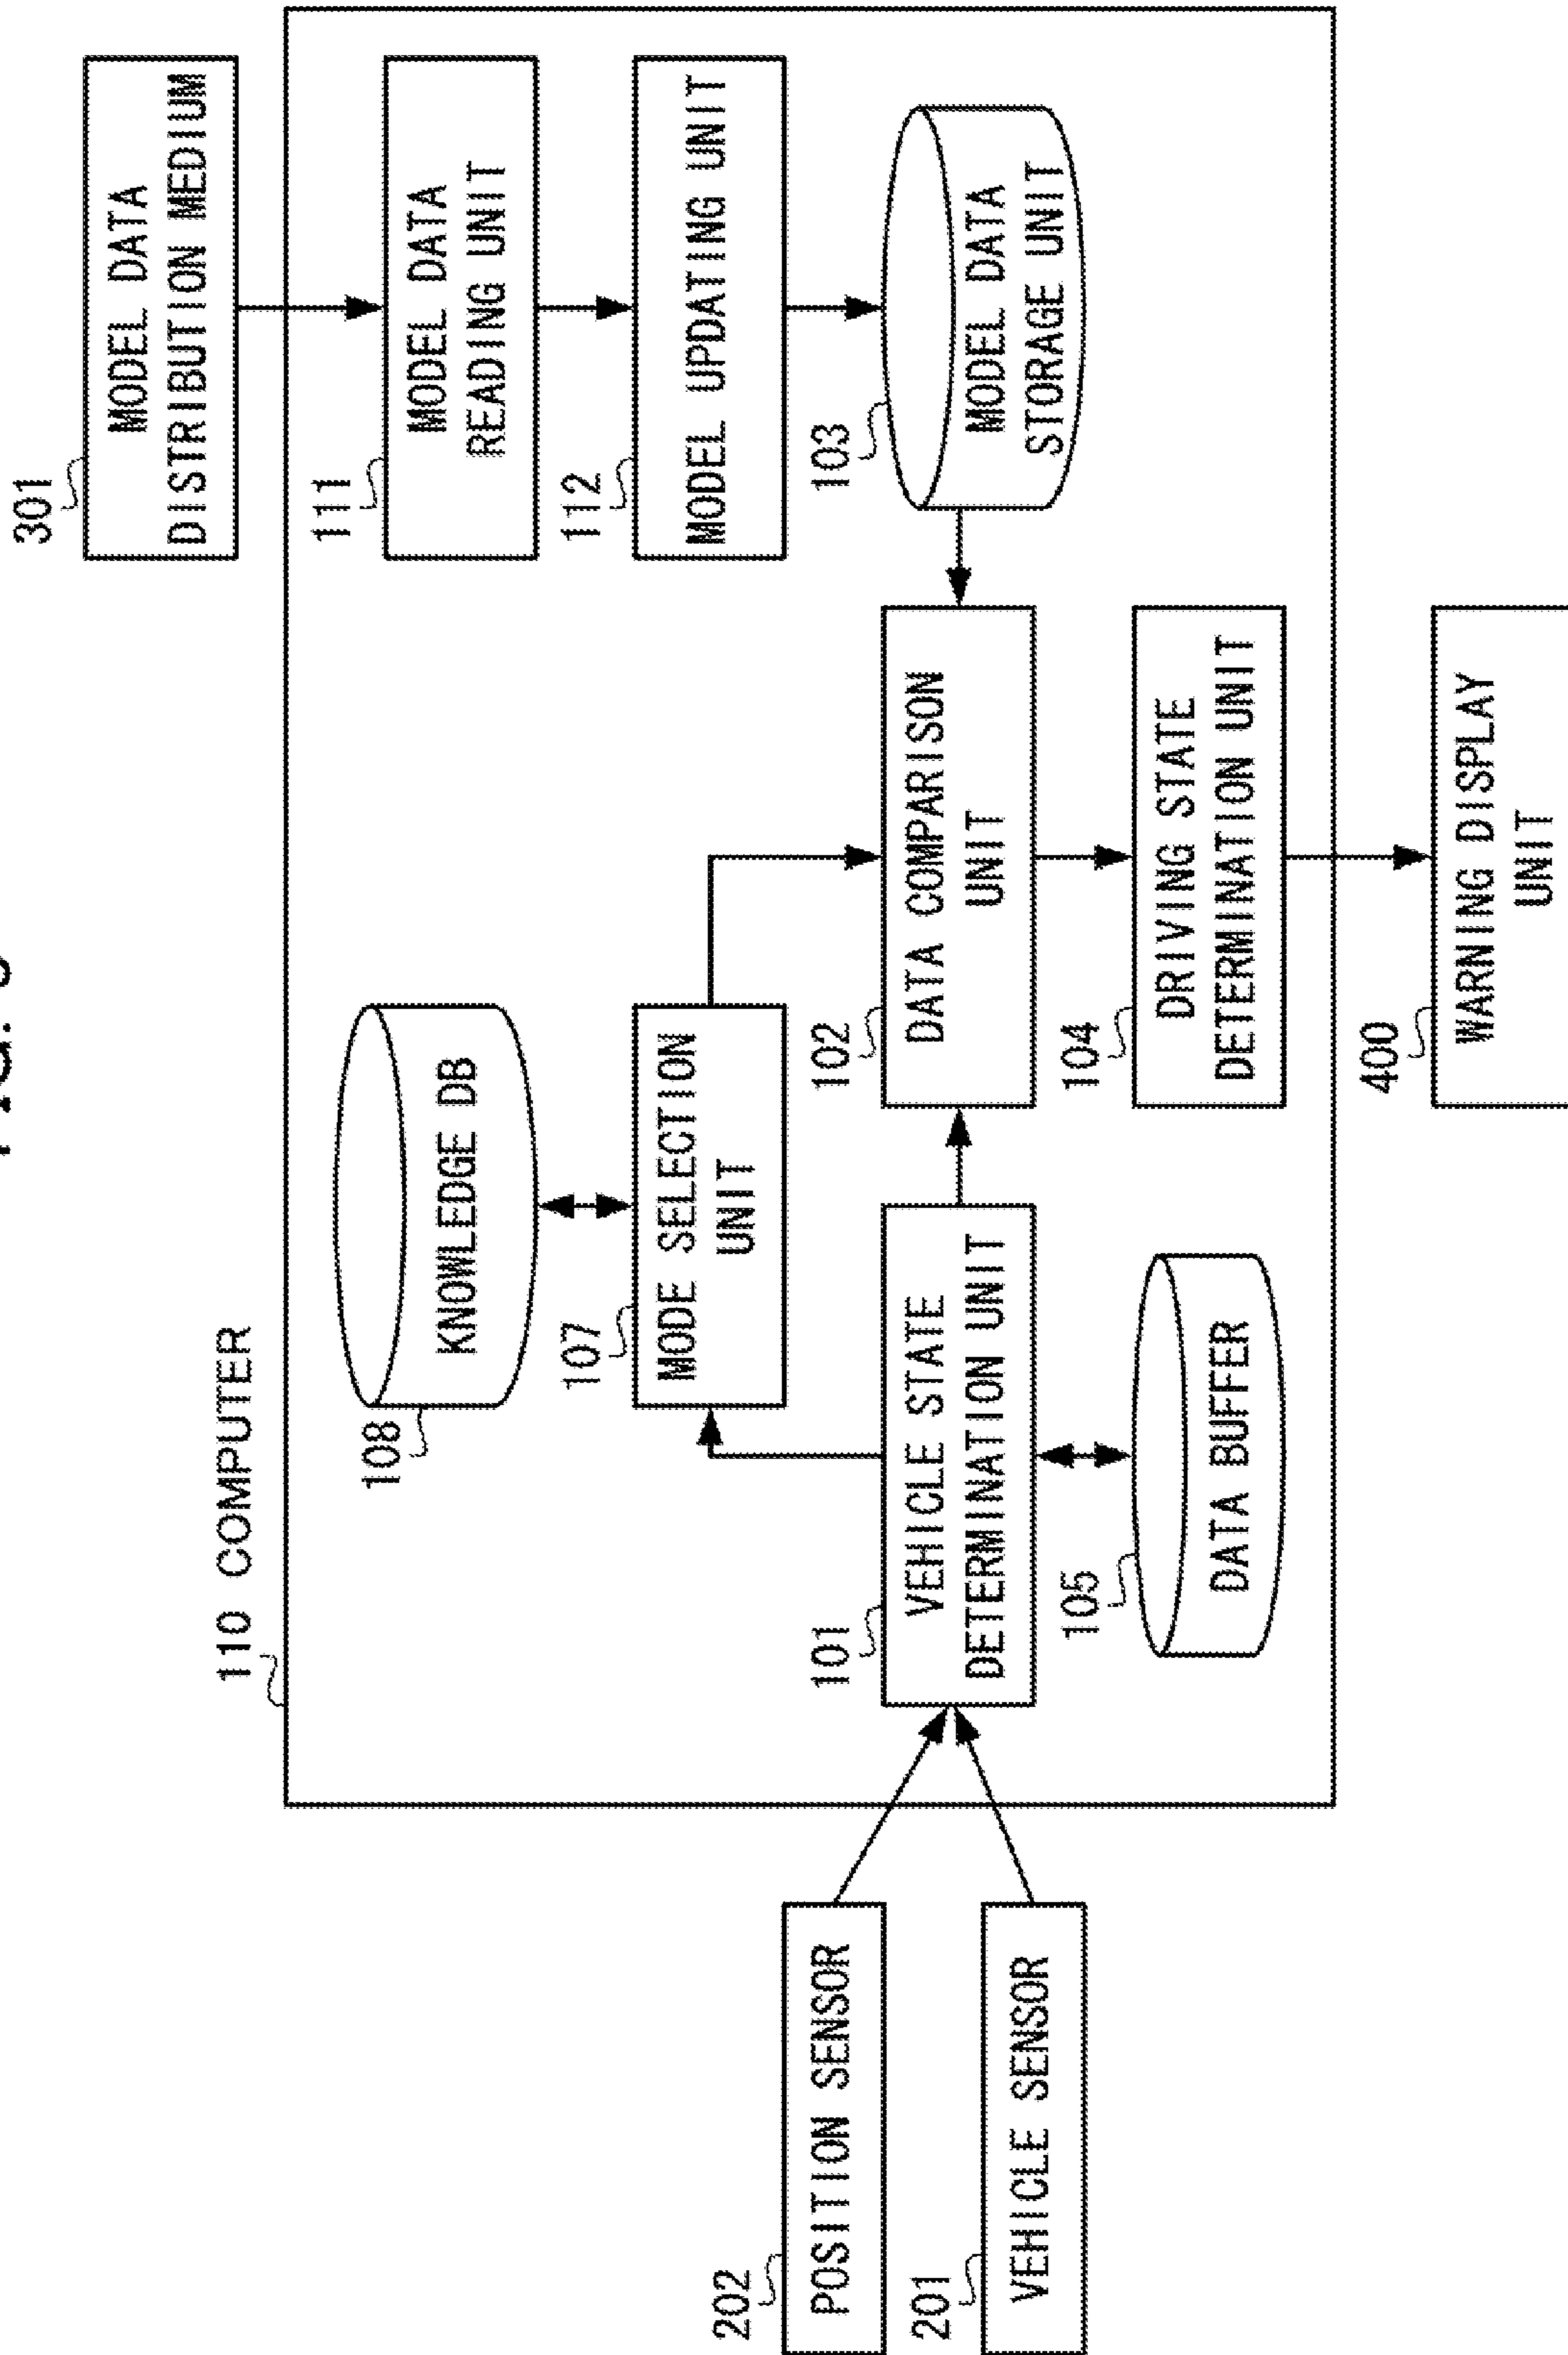 110 COMPUTER
301
MODEL DATA
DISTRIBUTION MEDIUM
111
MODEL DATA
READING UNIT
112
MODEL UPDATING UNIT
103
MODEL DATA
STORAGE UNIT
108
KNOWLEDGE DB
107
MODE SELECTION
UNIT
202
POSITION SENSOR
201
VEHICLE SENSOR
101
VEHICLE STATE
DETERMINATION UNIT
102
DATA COMPARISON
UNIT
105
DATA BUFFER
104
DRIVING STATE
DETERMINATION UNIT
400
WARNING DISPLAY
UNIT